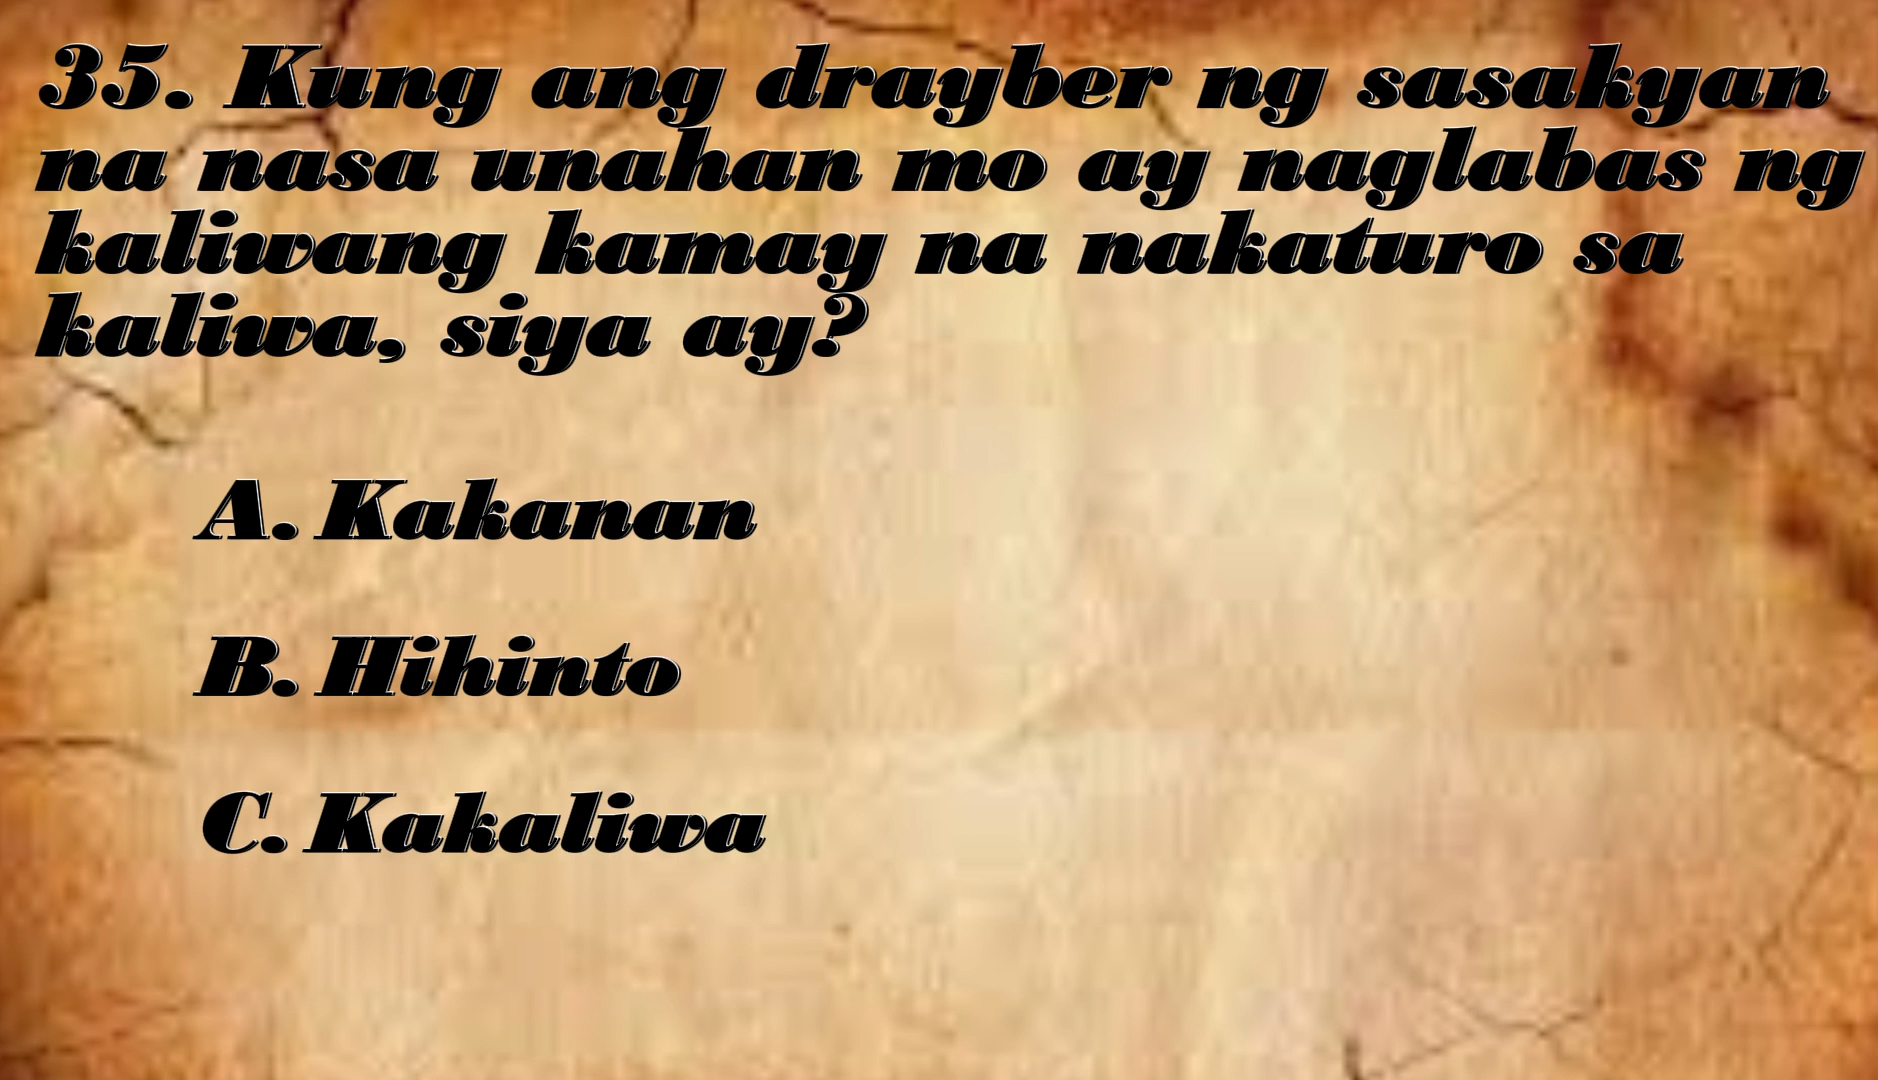 35. Kung ang drayber ng sasakyan
na nasa unahan mo ay naglabas ng
kaliwang kamay na nakaturo sa
kaliwa, siya ay?
A. Kakanan
B. Hihinto
C. Kakaliwa